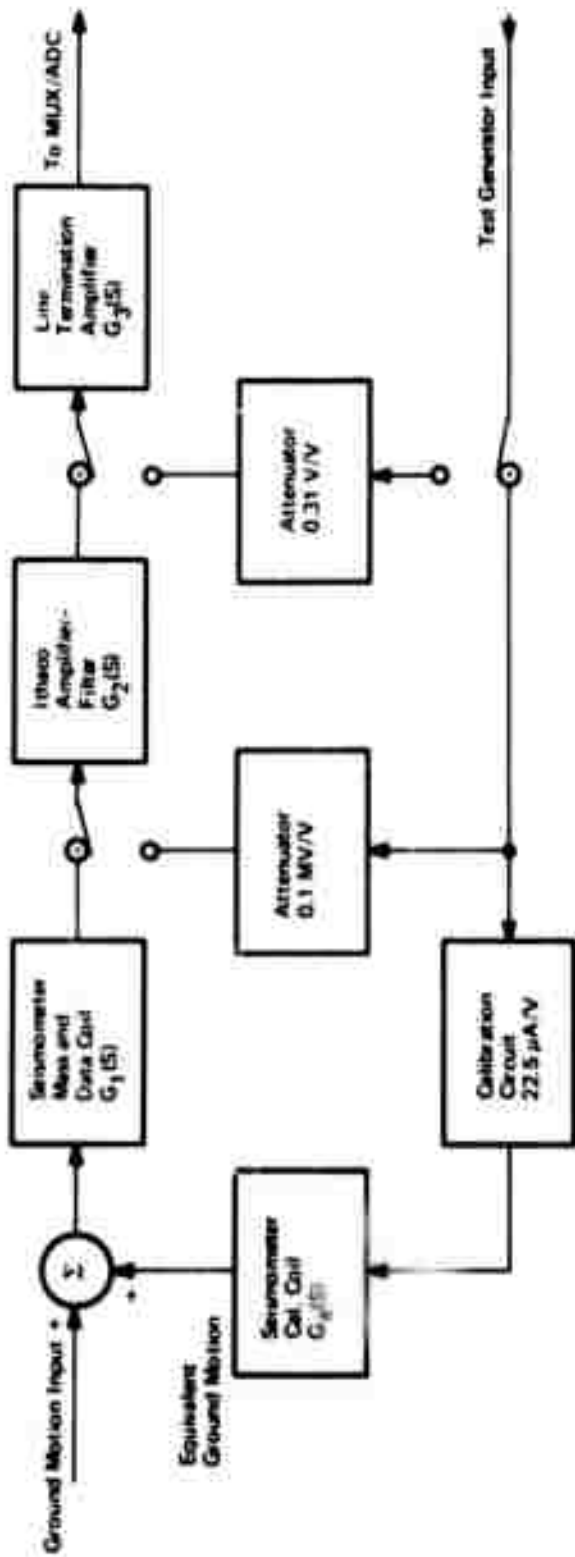 Ground Motion Input +
Σ
+
Equivalent
Ground Motion
Seismometer
Mass and
Data Coil
G1(S)
Ithaco
Amplifier-
Filter
G2(S)
Line
Termination
Amplifier
G3(S)
To MUX/ADC
Seismometer
Cal. Coil
(S)
Attenuator
0.1 MV/V
Attenuator
0.31 V/V
Calibration
Circuit
22.5 μA/V
Test Generator Input